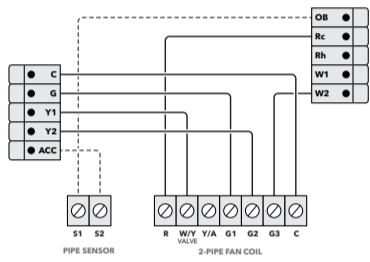 OB
Rc
Rh
W1
W2
C
G
Y1
Y2
ACC
S1 S2
R W/Y Y/A G1 G2 G3 C
VALVE
PIPE SENSOR 2-PIPE FAN COIL